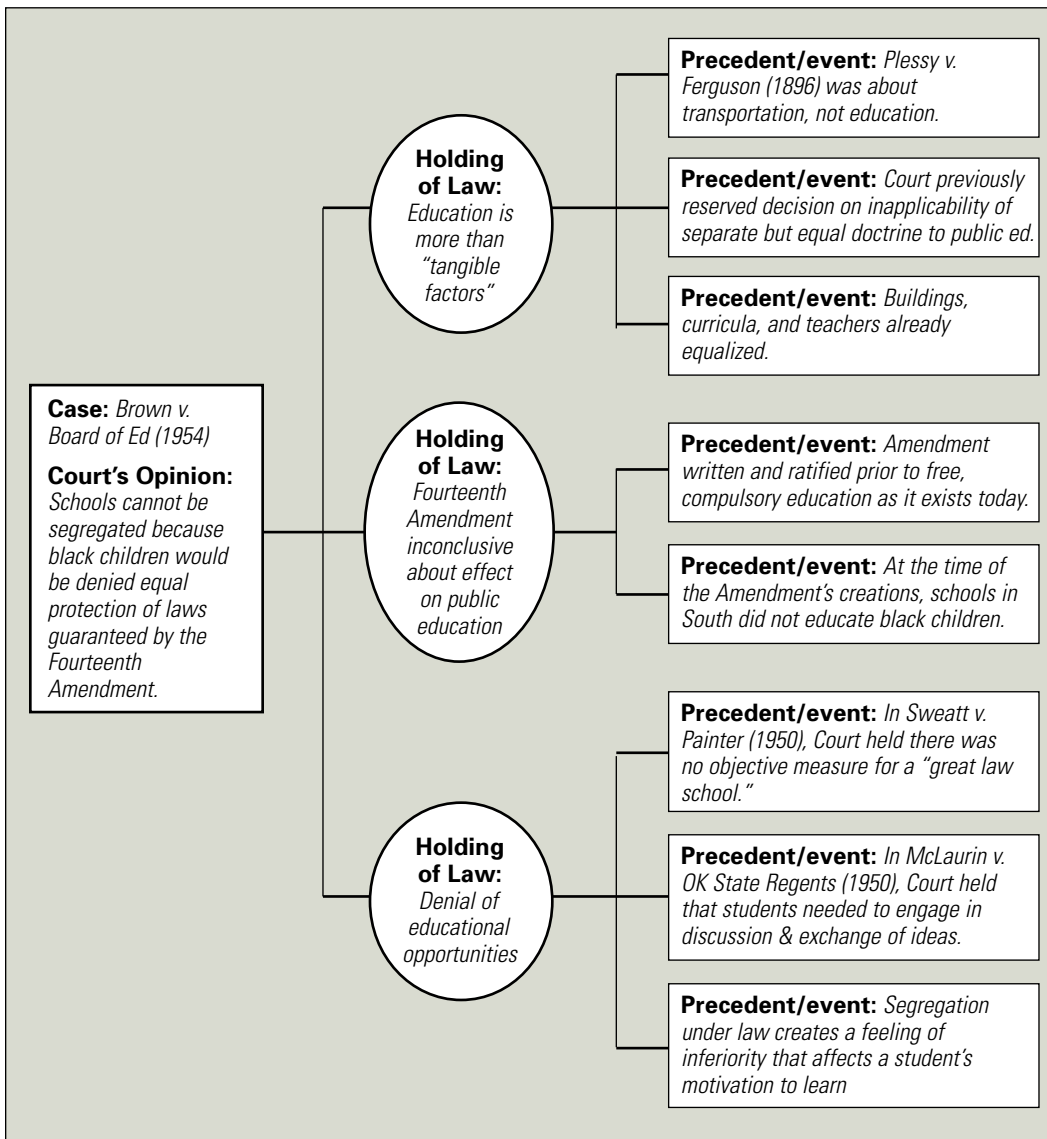 Case: Brown v.
Board of Ed (1954)
Court's Opinion:
Schools cannot be
segregated because
black children would
be denied equal
protection of laws
guaranteed by the
Fourteenth
Amendment.
Holding
of Law:
Education is
more than
“tangible
factors”
Precedent/event: Plessy v.
Ferguson (1896) was about
transportation, not education.
Precedent/event: Court previously
reserved decision on inapplicability of
separate but equal doctrine to public ed.
Precedent/event: Buildings,
curricula, and teachers already
equalized.
Holding
of Law:
Fourteenth
Amendment
inconclusive
about effect
on public
education
Precedent/event: Amendment
written and ratified prior to free,
compulsory education as it exists today.
Precedent/event: At the time of
the Amendment's creations, schools in
South did not educate black children.
Holding
of Law:
Denial of
educational
opportunities
Precedent/event: In Sweatt v.
Painter (1950), Court held there was
no objective measure for a “great law
school.”
Precedent/event: In McLaurin v.
OK State Regents (1950), Court held
that students needed to engage in
discussion & exchange of ideas.
Precedent/event: Segregation
under law creates a feeling of
inferiority that affects a student's
motivation to learn